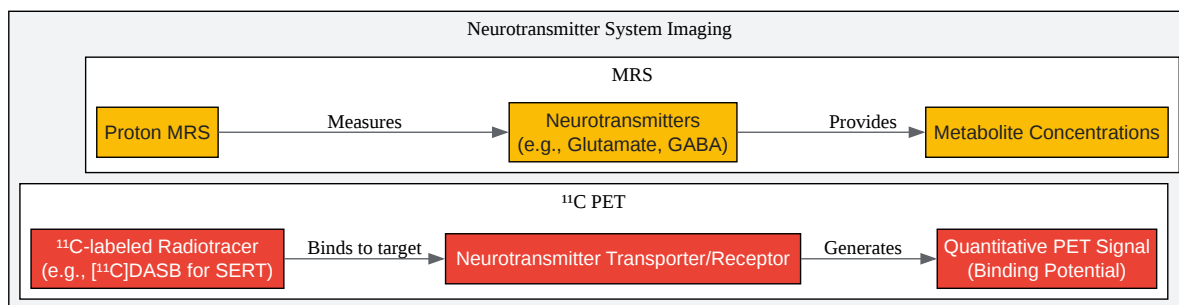 Neurotransmitter System Imaging
MRS
Proton MRS
Measures
Neurotransmitters
(e.g., Glutamate, GABA)
Provides
Metabolite Concentrations
¹¹C PET
¹¹C-labeled Radiotracer
(e.g., [¹¹C]DASB for SERT)
Binds to target
Neurotransmitter Transporter/Receptor
Generates
Quantitative PET Signal
(Binding Potential)